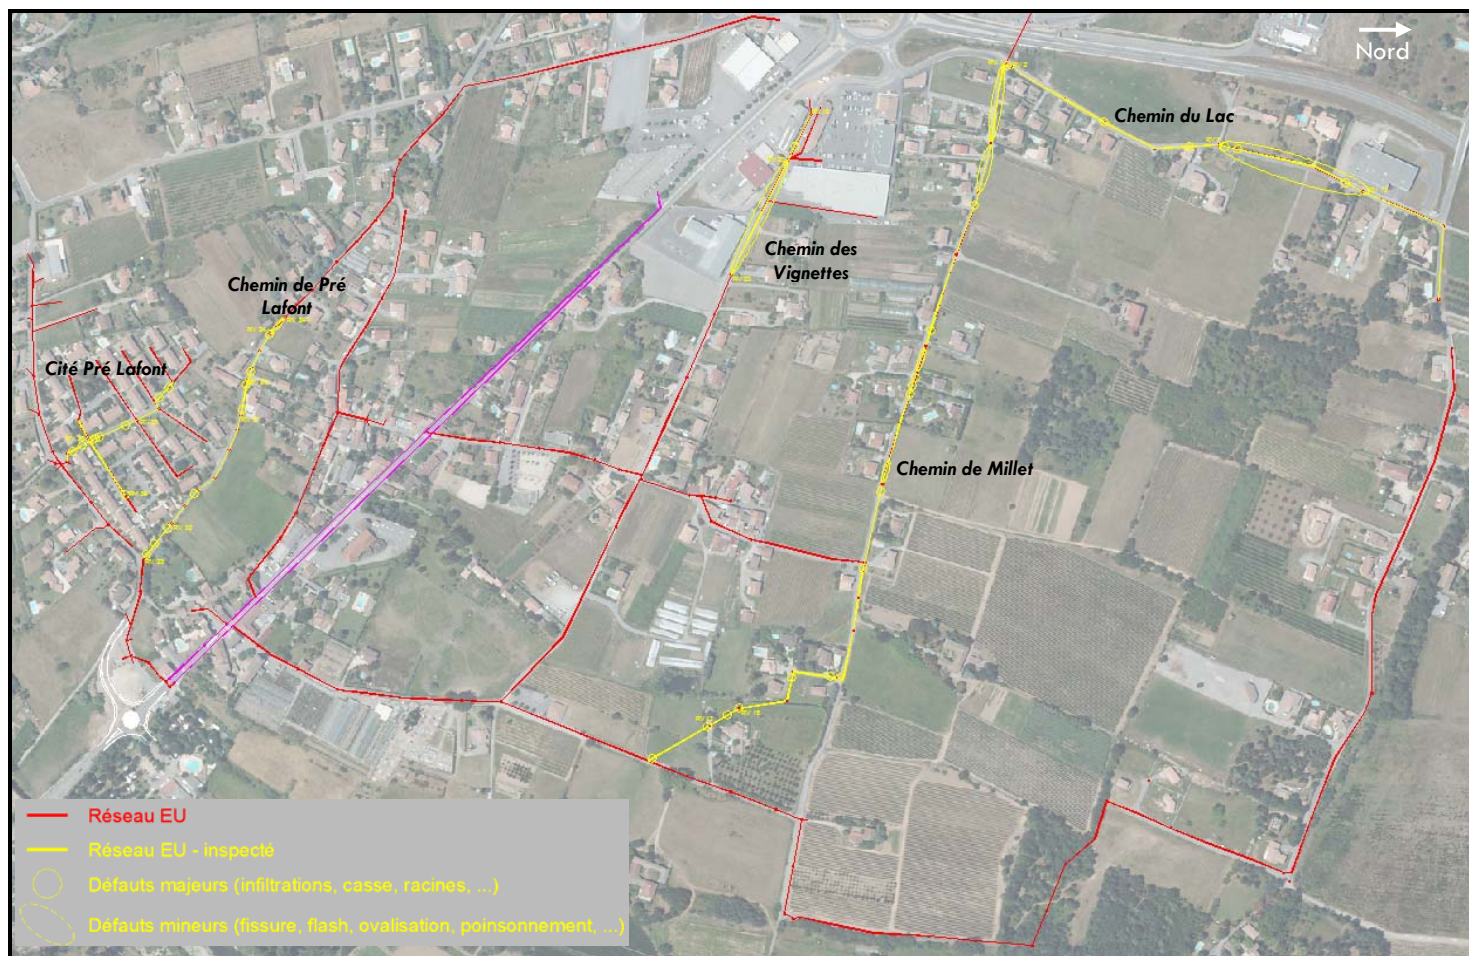 Nord
Chemin du Lac
Chemin des
Vignettes
Chemin de Pré
Lafont
Cité Pré Lafont
Chemin de Millet
Réseau EU
Réseau EU - inspecté
Défauts majeurs (infiltrations, casse, racines, ...)
Défauts mineurs (fissure, flash, ovalisation, poinsonnement, ...)